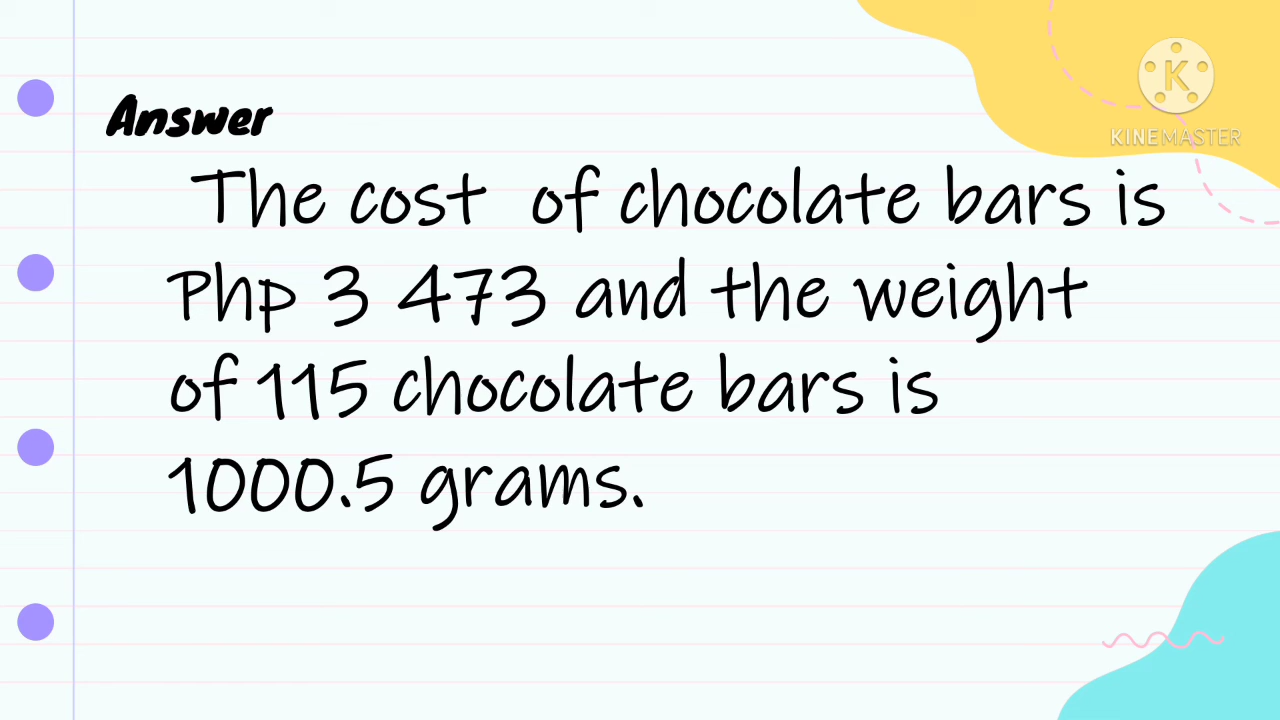 KINEMASTER
Answer
The cost of chocolate bars is
Php 3 473 and the weight
of 115 chocolate bars is
1000.5 grams.